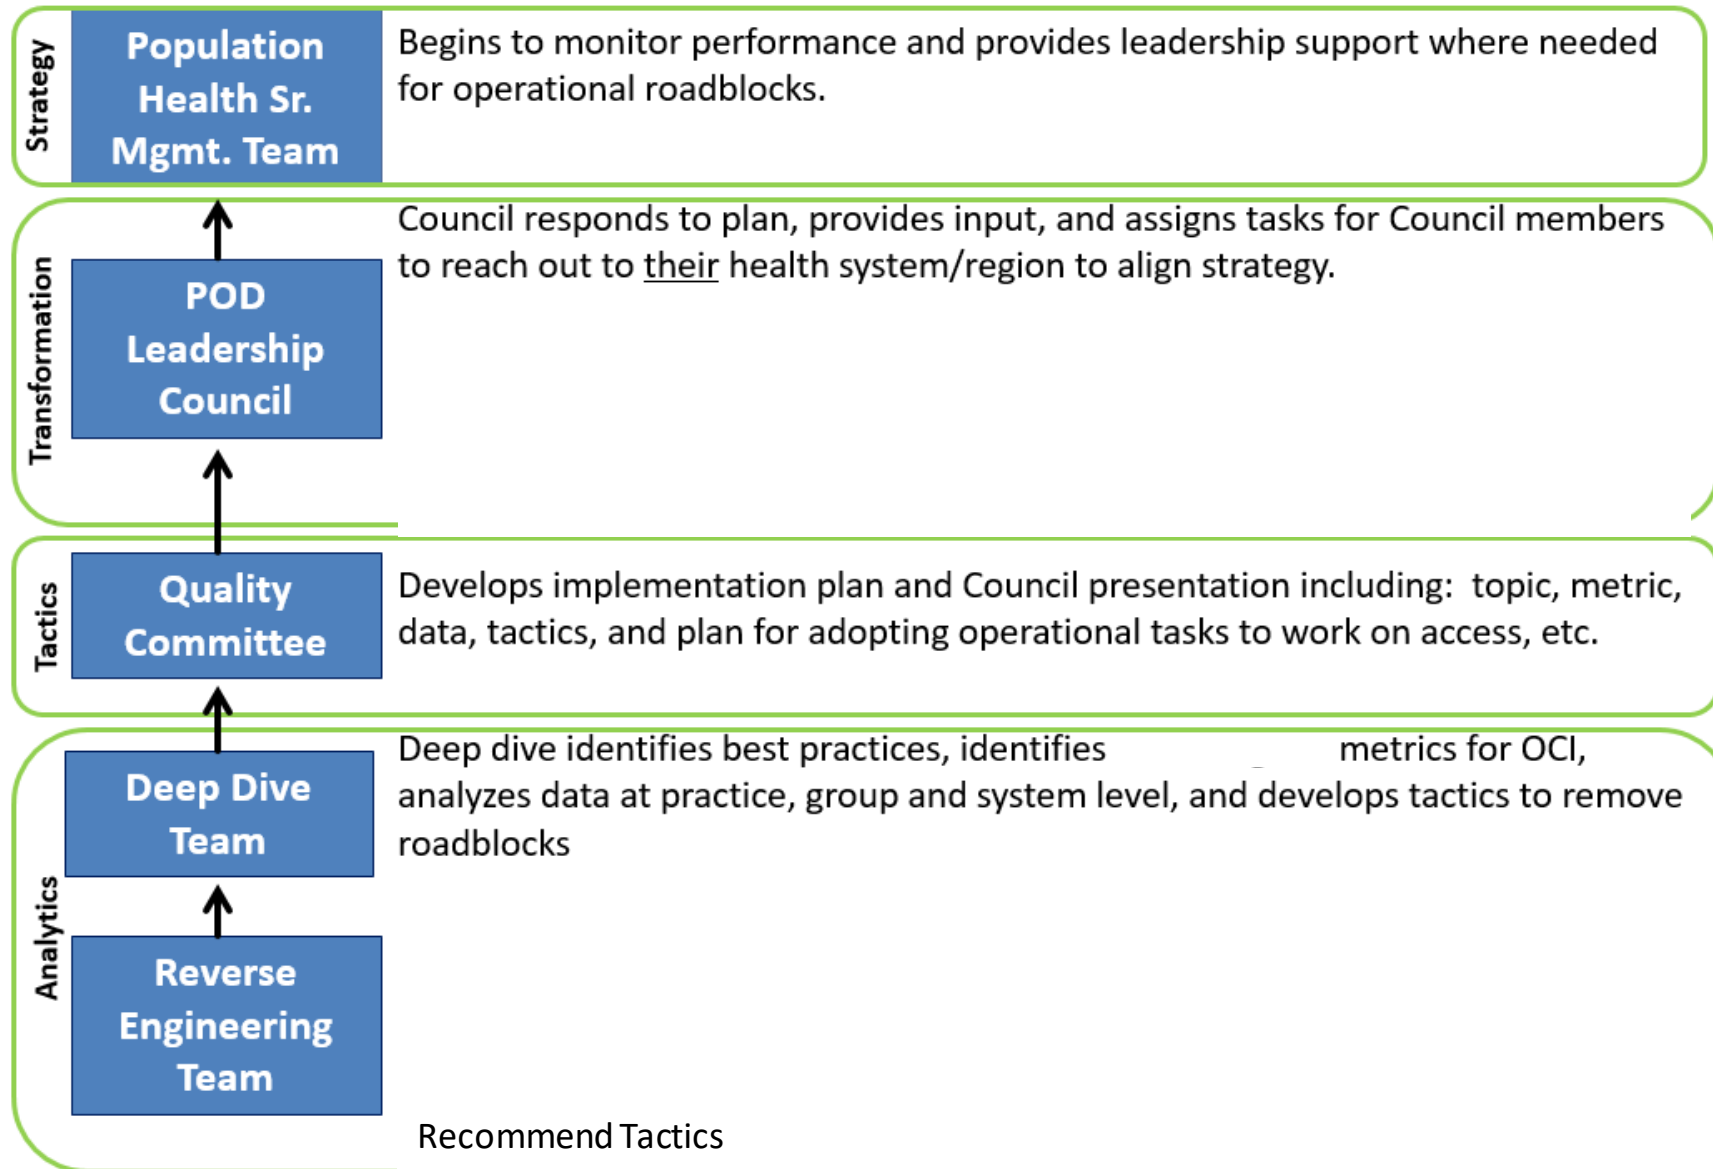 Strategy
Population
Health Sr.
Mgmt. Team
Begins to monitor performance and provides leadership support where needed
for operational roadblocks.
Transformation
POD
Leadership
Council
Council responds to plan, provides input, and assigns tasks for Council members
to reach out to their health system/region to align strategy.
Tactics
Quality
Committee
Develops implementation plan and Council presentation including:  topic, metric,
data, tactics, and plan for adopting operational tasks to work on access, etc.
Analytics
Deep Dive
Team
Deep dive identifies best practices, identifies metrics for OCI,
analyzes data at practice, group and system level, and develops tactics to remove
roadblocks
Reverse
Engineering
Team
Recommend Tactics